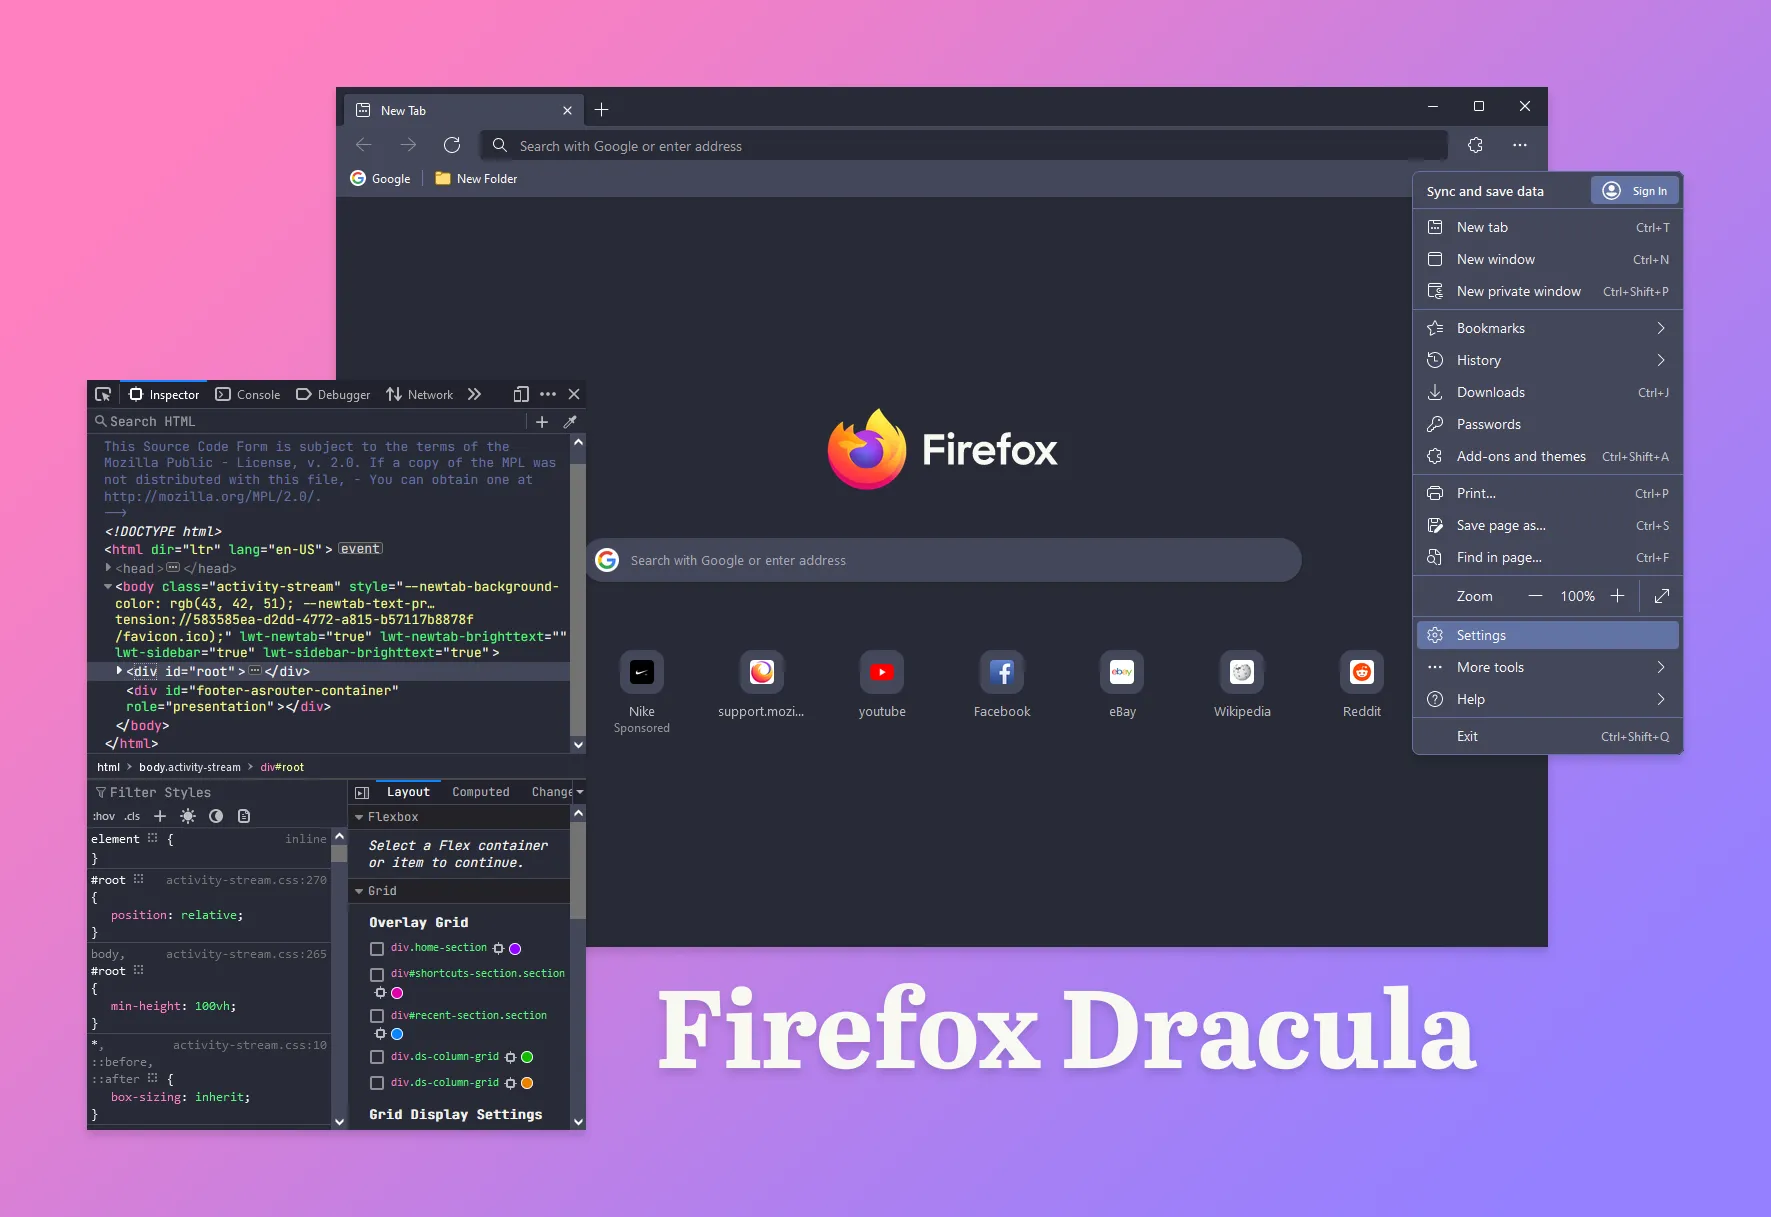 New Tab
Search with Google or enter address
Google
New Folder
Sync and save data
Sign In
New tab Ctrl+T
New window Ctrl+N
New private window Ctrl+Shift+P
Bookmarks
History
Downloads Ctrl+J
Passwords
Add-ons and themes Ctrl+Shift+A
Print... Ctrl+P
Save page as... Ctrl+S
Find in page... Ctrl+F
Zoom 100%
Settings
More tools
Help
Exit Ctrl+Shift+Q
Firefox
Search with Google or enter address
Nike
Sponsored
support.mozi...
youtube
Facebook
ebay
eBay
Wikipedia
Reddit
Inspector Console Debugger Network
Search HTML
This Source Code Form is subject to the terms of the
Mozilla Public - License, v. 2.0. If a copy of the MPL was
not distributed with this file, - You can obtain one at
http://mozilla.org/MPL/2.0/.
-->
<!DOCTYPE html>
<html dir="ltr" lang="en-US"> event
<head>⋯</head>
<body class="activity-stream" style="--newtab-background-
color: rgb(43, 42, 51); --newtab-text-pr…
tension://583585ea-d2dd-4772-a815-b57117b8878f
/favicon.ico);" lwt-newtab="true" lwt-newtab-brighttext=""
lwt-sidebar="true" lwt-sidebar-brighttext="true">
<div id="root">⋯</div>
<div id="footer-asrouter-container"
role="presentation"></div>
</body>
</html>
html > body.activity-stream > div#root
Filter Styles
:hov .cls +
element { inline
}
#root activity-stream.css:270
{
position: relative;
}
body, activity-stream.css:265
#root
{
min-height: 100vh;
}
*, activity-stream.css:10
::before,
::after {
box-sizing: inherit;
}
Layout Computed Change
Flexbox
Select a Flex container
or item to continue.
Grid
Overlay Grid
div.home-section
div#shortcuts-section.section
div#recent-section.section
div.ds-column-grid
div.ds-column-grid
Grid Display Settings
Firefox Dracula